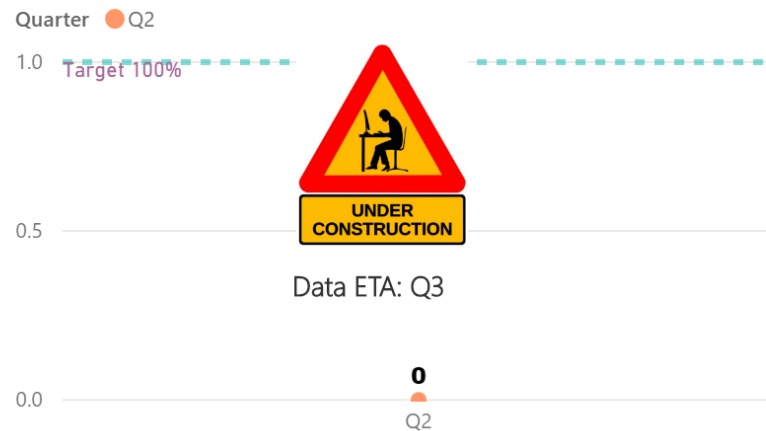 Quarter Q2
1.0
Target 100%
UNDER
CONSTRUCTION
0.5
Data ETA: Q3
0
0.0
Q2